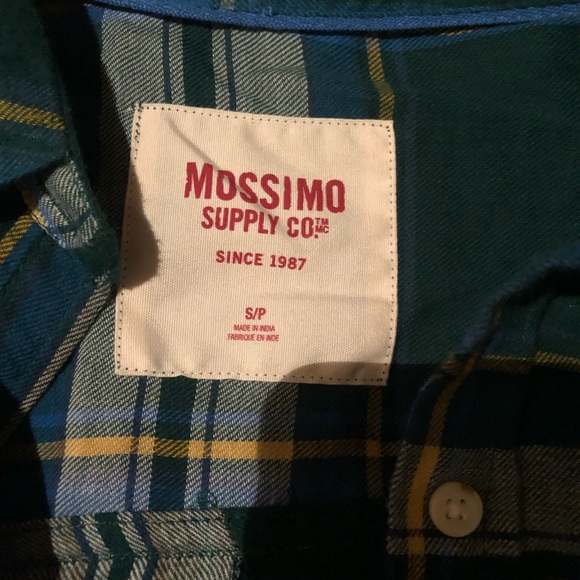 MOSSIMO
SUPPLY CO.™ MC
SINCE 1987
S/P
MADE IN INDIA
FABRIQUÉ EN INDE